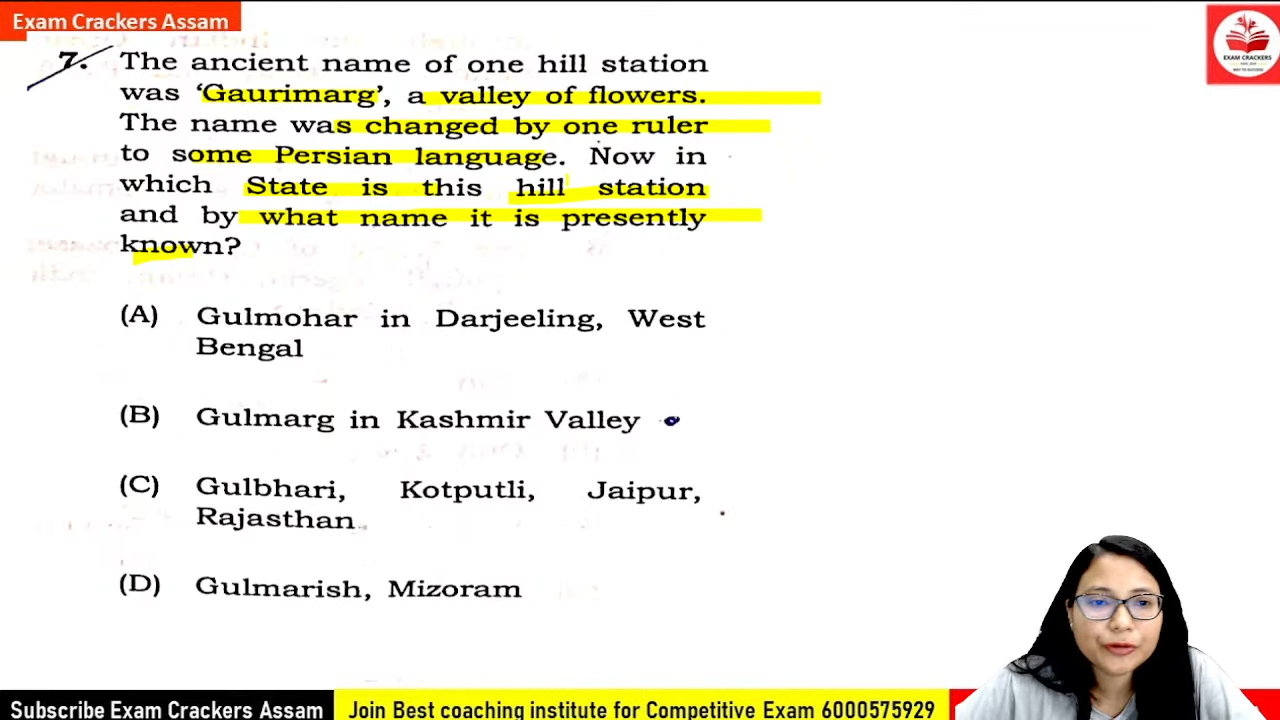 Exam Crackers Assam
7. The ancient name of one hill station
was ‘Gaurimarg’, a valley of flowers.
The name was changed by one ruler
to some Persian language. Now in
which State is this hill station
and by what name it is presently
known?
(A) Gulmohar in Darjeeling, West
Bengal
(B) Gulmarg in Kashmir Valley
(C) Gulbhari, Kotputli, Jaipur,
Rajasthan
(D) Gulmarish, Mizoram
EXAM CRACKERS
Subscribe Exam Crackers Assam
Join Best coaching institute for Competitive Exam 6000575929